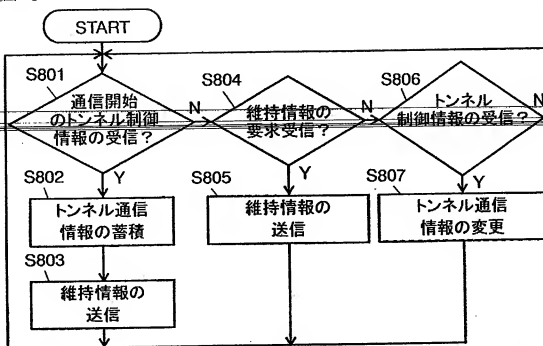 START
S801
通信開始
のトンネル制御
情報の受信？
N
Y
S802
トンネル通信
情報の蓄積
S803
維持情報の
送信
S804
維持情報の
要求受信？
N
Y
S805
維持情報の
送信
S806
トンネル
制御情報の受信？
N
Y
S807
トンネル通信
情報の変更